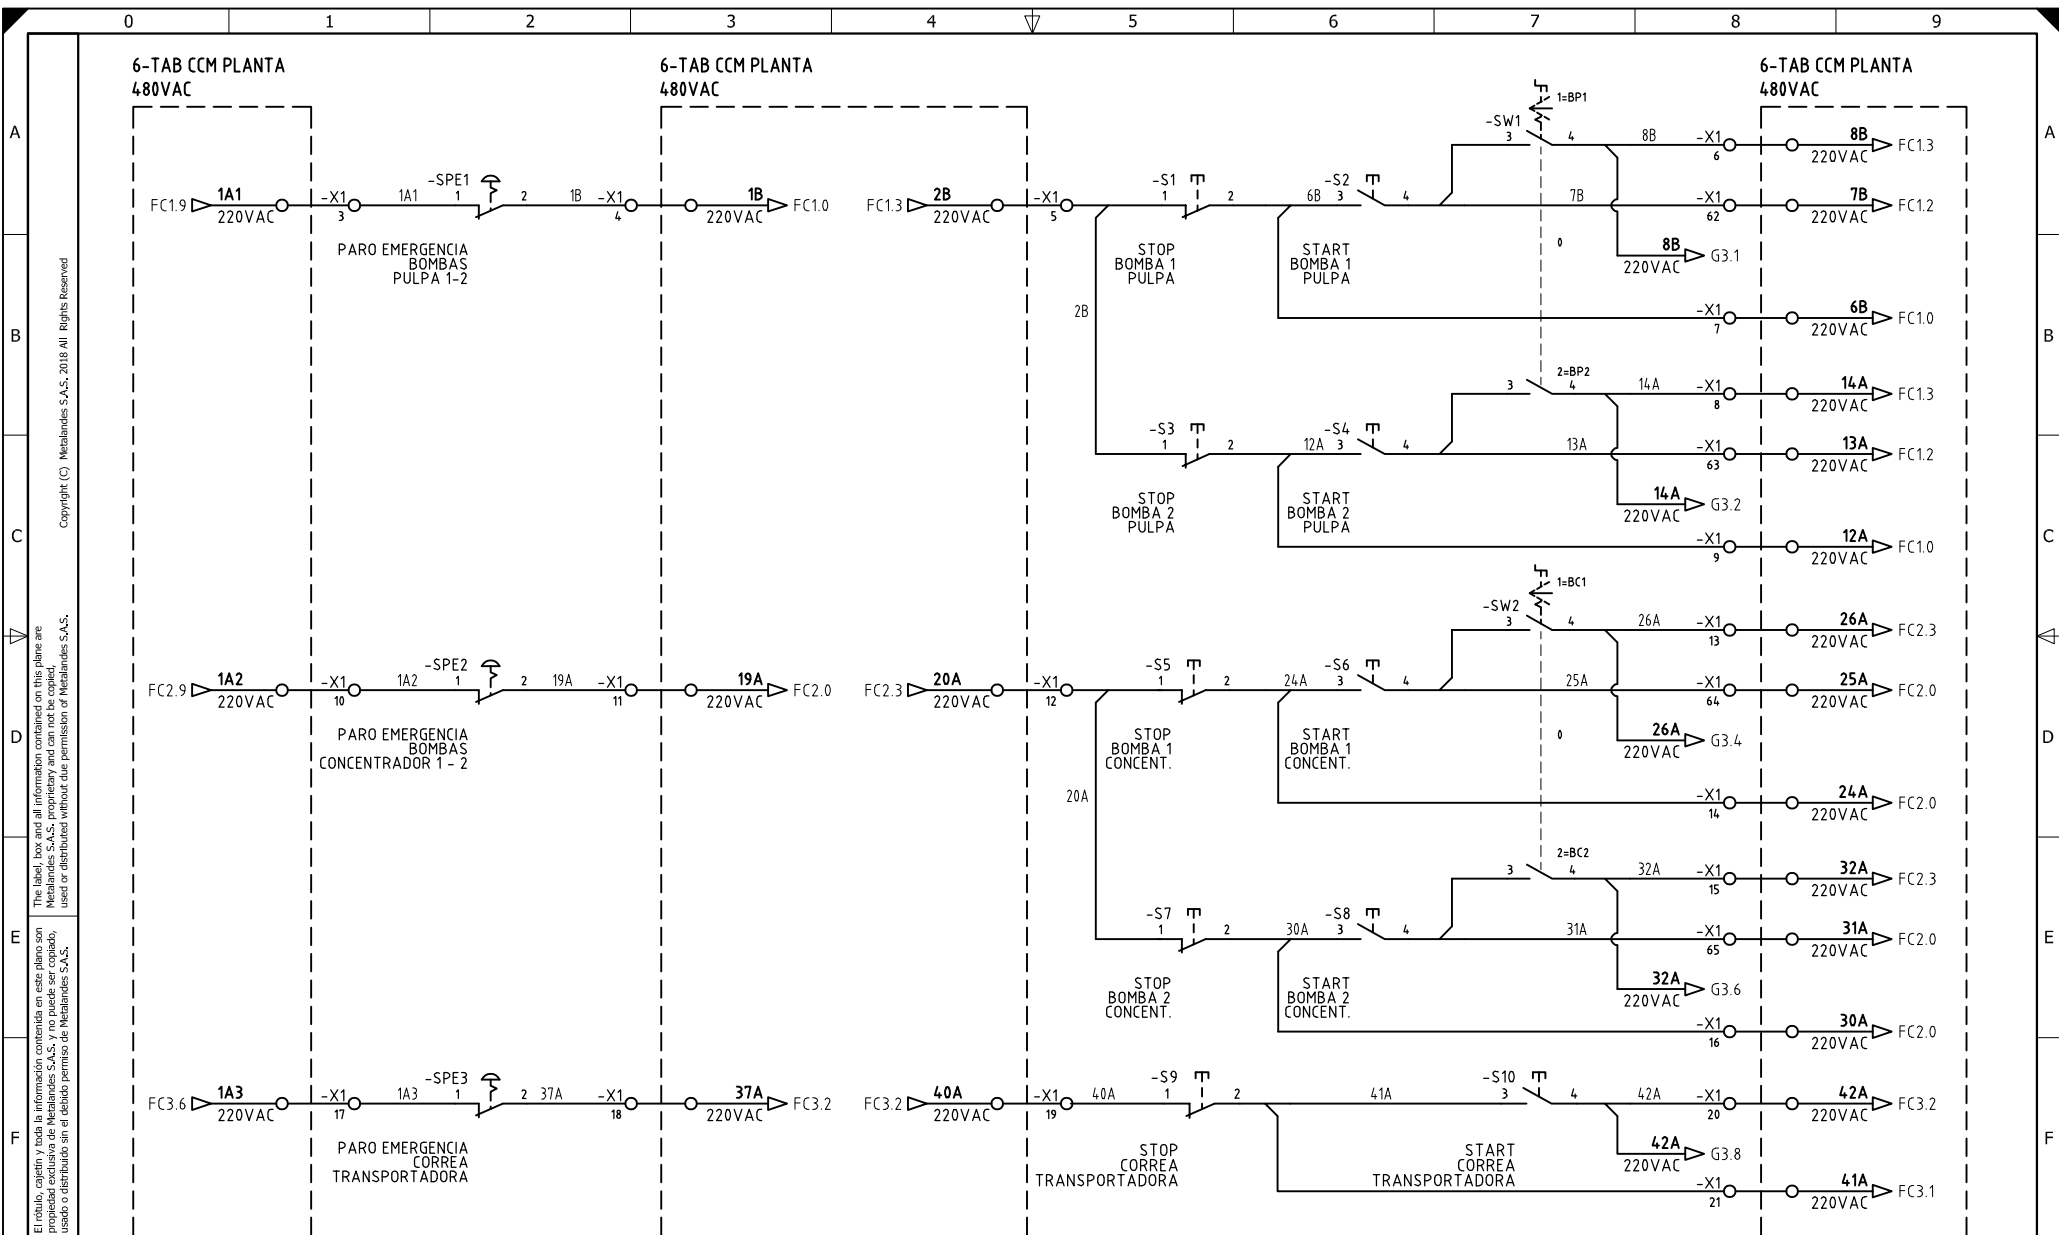 0 1 2 3 4 5 6 7 8 9
6-TAB CCM PLANTA
480VAC
6-TAB CCM PLANTA
480VAC
6-TAB CCM PLANTA
480VAC
A
A
B
B
C
C
D
D
E
E
F
F
Copyright (C) Metalandes S.A.S. 2018 All Rights Reserved
The label, box and all information contained on this plane are
Metalandes S.A.S. proprietary and can not be copied,
used or distributed without due permission of Metalandes S.A.S.
El rótulo, cajetín y toda la información contenida en este plano son
propiedad exclusiva de Metalandes S.A.S. y no puede ser copiado,
usado o distribuido sin el debido permiso de Metalandes S.A.S.
FC1.9 1A1 220VAC -X1 3 1A1 -SPE1 1 2 1B -X1 4 1B 220VAC FC1.0
PARO EMERGENCIA
BOMBAS
PULPA 1-2
FC1.3 2B 220VAC -X1 5 -S1 1 2 6B -S2 3 4 7B -X1 62 7B 220VAC FC1.2
-SW1 3 4 1=BP1 8B -X1 6 8B 220VAC FC1.3
STOP
BOMBA 1
PULPA
START
BOMBA 1
PULPA
0
8B 220VAC G3.1
2B
-X1 7 6B 220VAC FC1.0
2=BP2 3 4 14A -X1 8 14A 220VAC FC1.3
-S3 1 2 12A -S4 3 4 13A -X1 63 13A 220VAC FC1.2
STOP
BOMBA 2
PULPA
START
BOMBA 2
PULPA
14A 220VAC G3.2
-X1 9 12A 220VAC FC1.0
1=BC1
-SW2 3 4 26A -X1 13 26A 220VAC FC2.3
FC2.9 1A2 220VAC -X1 10 1A2 -SPE2 1 2 19A -X1 11 19A 220VAC FC2.0
PARO EMERGENCIA
BOMBAS
CONCENTRADOR 1 - 2
FC2.3 20A 220VAC -X1 12 -S5 1 2 24A -S6 3 4 25A -X1 64 25A 220VAC FC2.0
STOP
BOMBA 1
CONCENT.
START
BOMBA 1
CONCENT.
0
26A 220VAC G3.4
20A
-X1 14 24A 220VAC FC2.0
2=BC2 3 4 32A -X1 15 32A 220VAC FC2.3
-S7 1 2 30A -S8 3 4 31A -X1 65 31A 220VAC FC2.0
STOP
BOMBA 2
CONCENT.
START
BOMBA 2
CONCENT.
32A 220VAC G3.6
-X1 16 30A 220VAC FC2.0
FC3.6 1A3 220VAC -X1 17 1A3 -SPE3 1 2 37A -X1 18 37A 220VAC FC3.2
PARO EMERGENCIA
CORREA
TRANSPORTADORA
FC3.2 40A 220VAC -X1 19 40A -S9 1 2 41A -S10 3 4 42A -X1 20 42A 220VAC FC3.2
STOP
CORREA
TRANSPORTADORA
START
CORREA
TRANSPORTADORA
42A 220VAC G3.8
-X1 21 41A 220VAC FC3.1